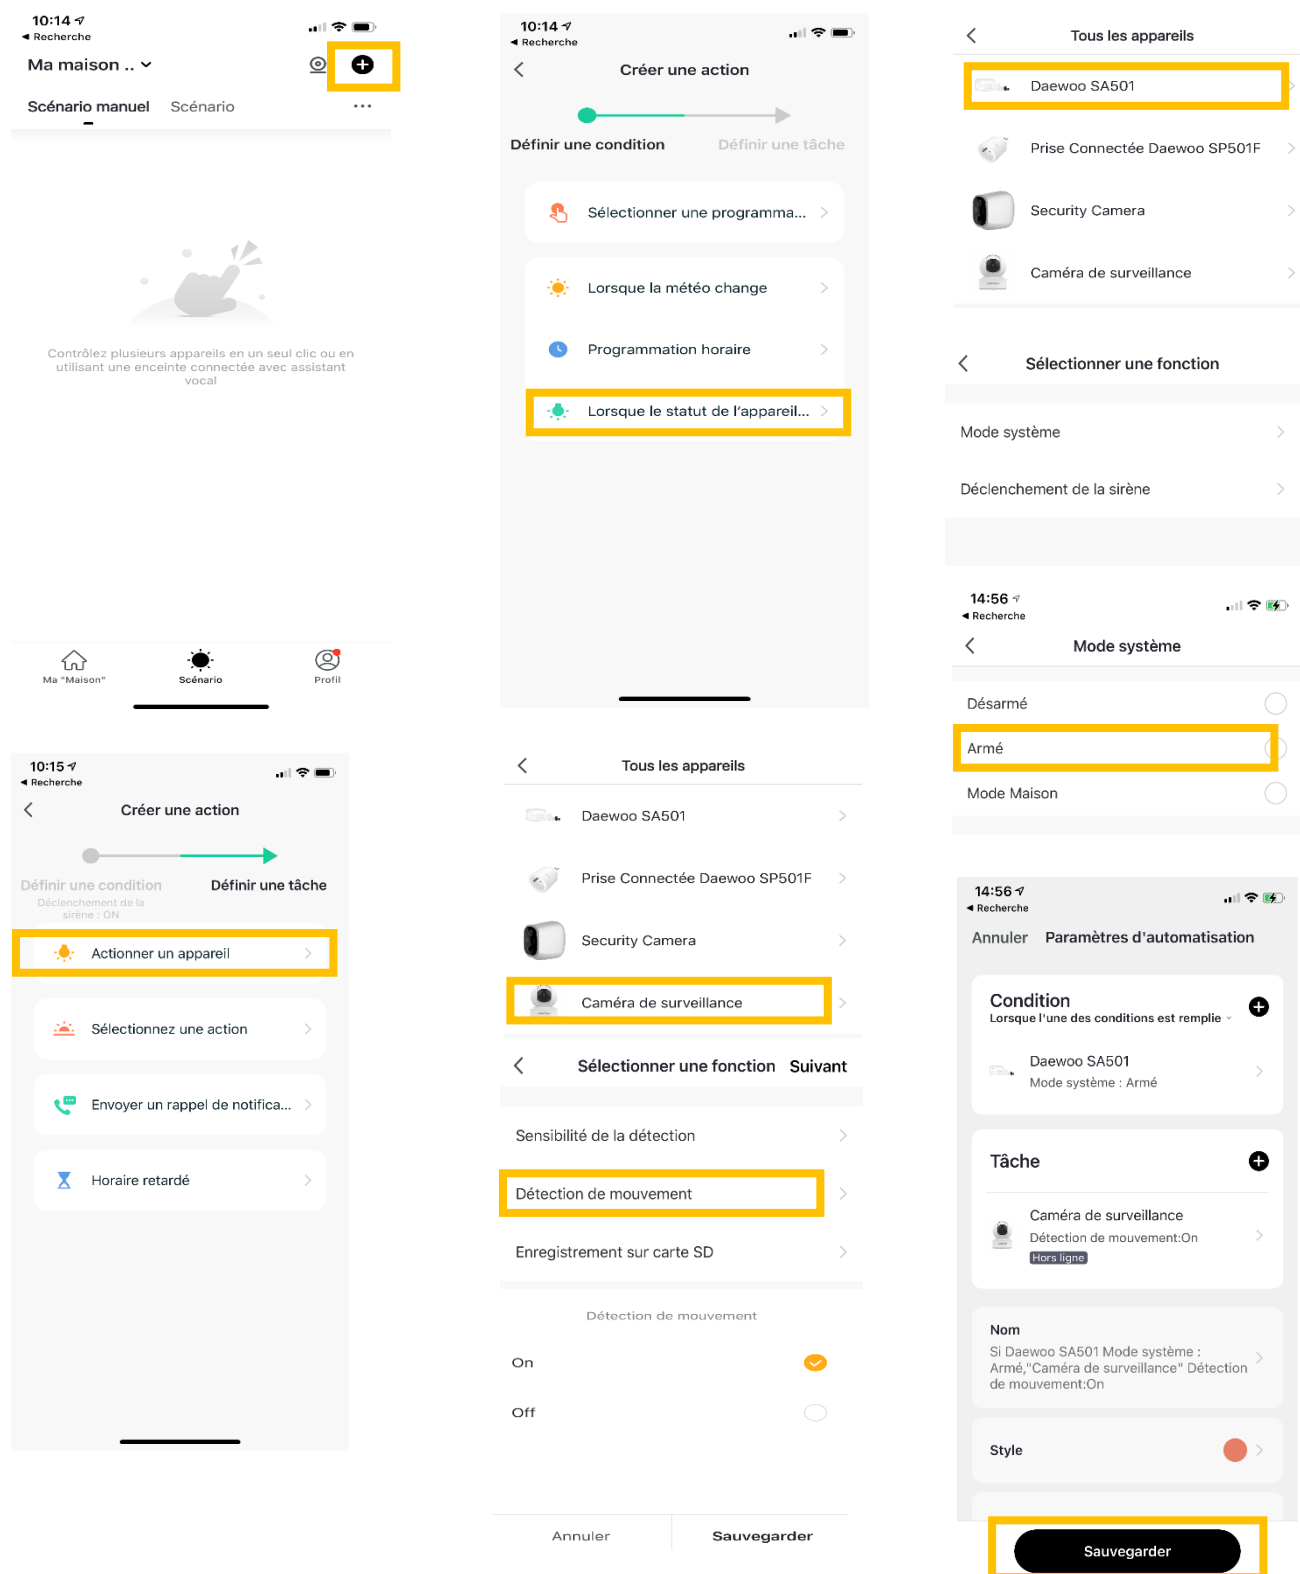 10:14
Recherche
Ma maison ..
Scénario manuel Scénario
Contrôlez plusieurs appareils en un seul clic ou en
utilisant une enceinte connectée avec assistant
vocal
Ma "Maison" Scénario Profil
10:14
Recherche
Créer une action
Définir une condition Définir une tâche
Sélectionner une programma...
Lorsque la météo change
Programmation horaire
Lorsque le statut de l'appareil...
Tous les appareils
Daewoo SA501
Prise Connectée Daewoo SP501F
Security Camera
Caméra de surveillance
Sélectionner une fonction
Mode système
Déclenchement de la sirène
14:56
Recherche
Mode système
Désarmé
Armé
Mode Maison
10:15
Recherche
Créer une action
Définir une condition Définir une tâche
Déclenchement de la
sirène : ON
Actionner un appareil
Sélectionnez une action
Envoyer un rappel de notifica...
Horaire retardé
Tous les appareils
Daewoo SA501
Prise Connectée Daewoo SP501F
Security Camera
Caméra de surveillance
Sélectionner une fonction Suivant
Sensibilité de la détection
Détection de mouvement
Enregistrement sur carte SD
Détection de mouvement
On
Off
Annuler Sauvegarder
14:56
Recherche
Annuler Paramètres d'automatisation
Condition
Lorsque l'une des conditions est remplie
Daewoo SA501
Mode système : Armé
Tâche
Caméra de surveillance
Détection de mouvement:On
Hors ligne
Nom
Si Daewoo SA501 Mode système :
Armé,"Caméra de surveillance" Détection
de mouvement:On
Style
Sauvegarder